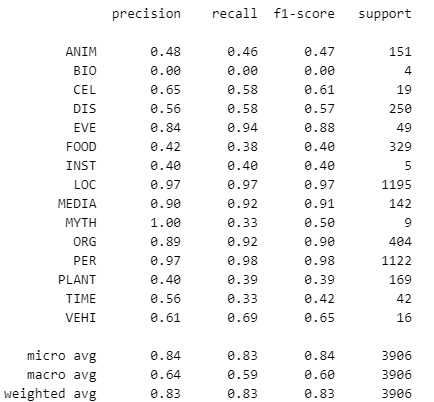 precision recall f1-score support
ANIM 0.48 0.46 0.47 151
BIO 0.00 0.00 0.00 4
CEL 0.65 0.58 0.61 19
DIS 0.56 0.58 0.57 250
EVE 0.84 0.94 0.88 49
FOOD 0.42 0.38 0.40 329
INST 0.40 0.40 0.40 5
LOC 0.97 0.97 0.97 1195
MEDIA 0.90 0.92 0.91 142
MYTH 1.00 0.33 0.50 9
ORG 0.89 0.92 0.90 404
PER 0.97 0.98 0.98 1122
PLANT 0.40 0.39 0.39 169
TIME 0.56 0.33 0.42 42
VEHI 0.61 0.69 0.65 16
micro avg 0.84 0.83 0.84 3906
macro avg 0.64 0.59 0.60 3906
weighted avg 0.83 0.83 0.83 3906